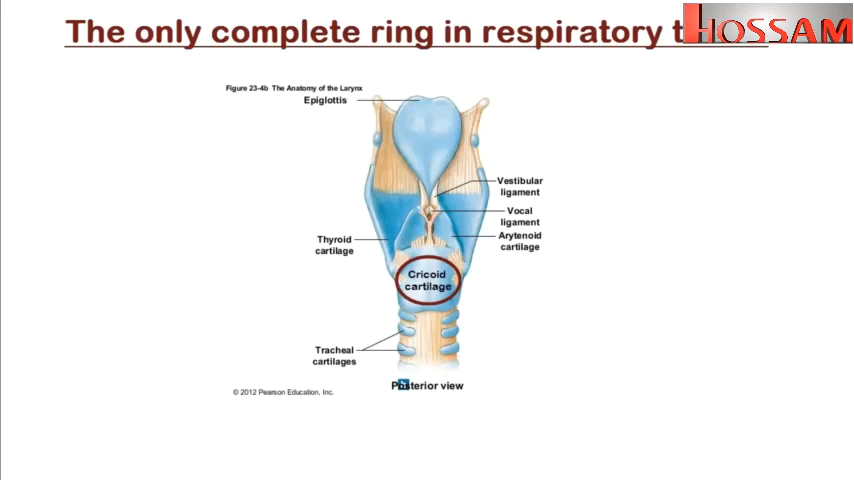 The only complete ring in respiratory t
HOSSAM
Figure 23-4b The Anatomy of the Larynx
Epiglottis
Vestibular
ligament
Vocal
ligament
Arytenoid
cartilage
Thyroid
cartilage
Cricoid
cartilage
Tracheal
cartilages
Posterior view
© 2012 Pearson Education, Inc.